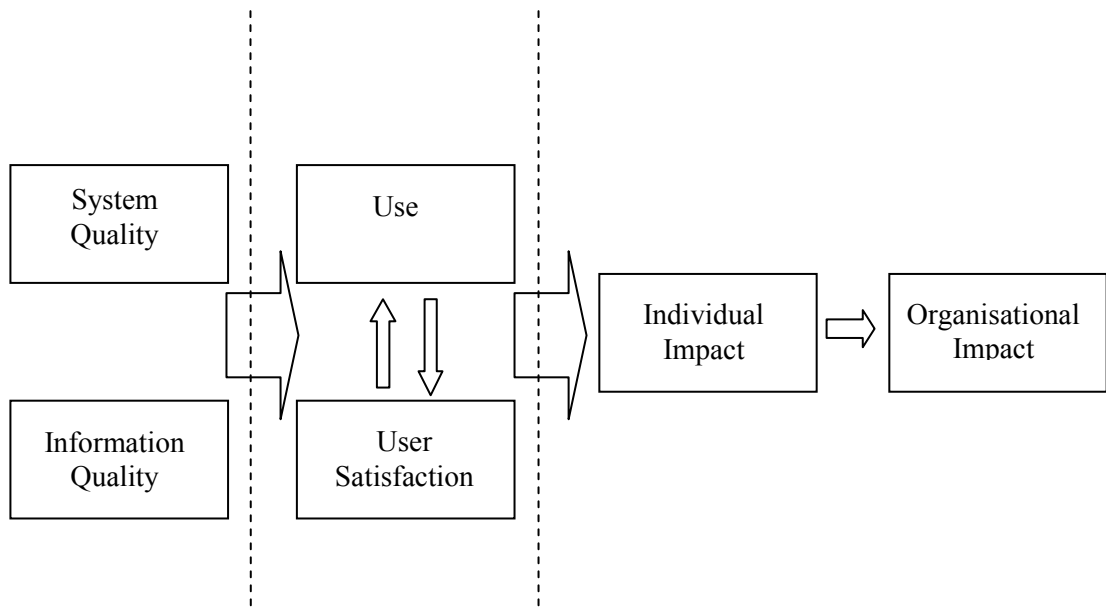 System
Quality
Use
Information
Quality
User
Satisfaction
Individual
Impact
Organisational
Impact